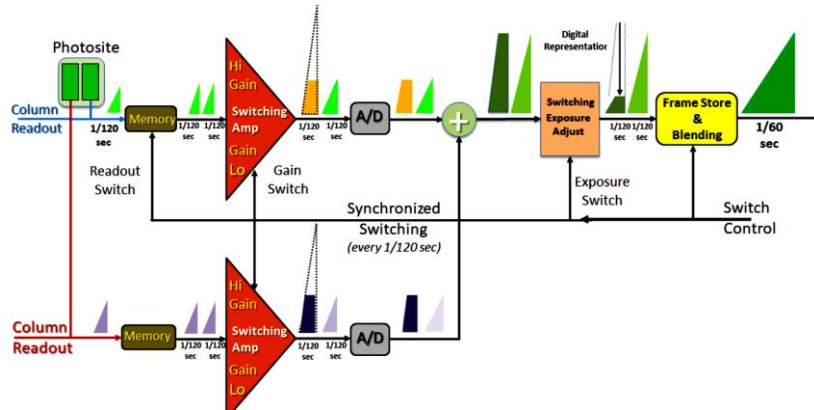 Photosite
Column
Readout
1/120
sec
Memory
1/120
sec
1/120
sec
Hi
Gain
Switching
Amp
Gain
Lo
1/120
sec
1/120
sec
A/D
+
Digital
Representation
Switching
Exposure
Adjust
1/120
sec
1/120
sec
Frame Store
&
Blending
1/60
sec
Readout
Switch
Gain
Switch
Synchronized
Switching
(every 1/120 sec)
Exposure
Switch
Switch
Control
Column
Readout
Memory
1/120
sec
1/120
sec
Hi
Gain
Switching
Amp
Gain
Lo
1/120
sec
1/120
sec
A/D